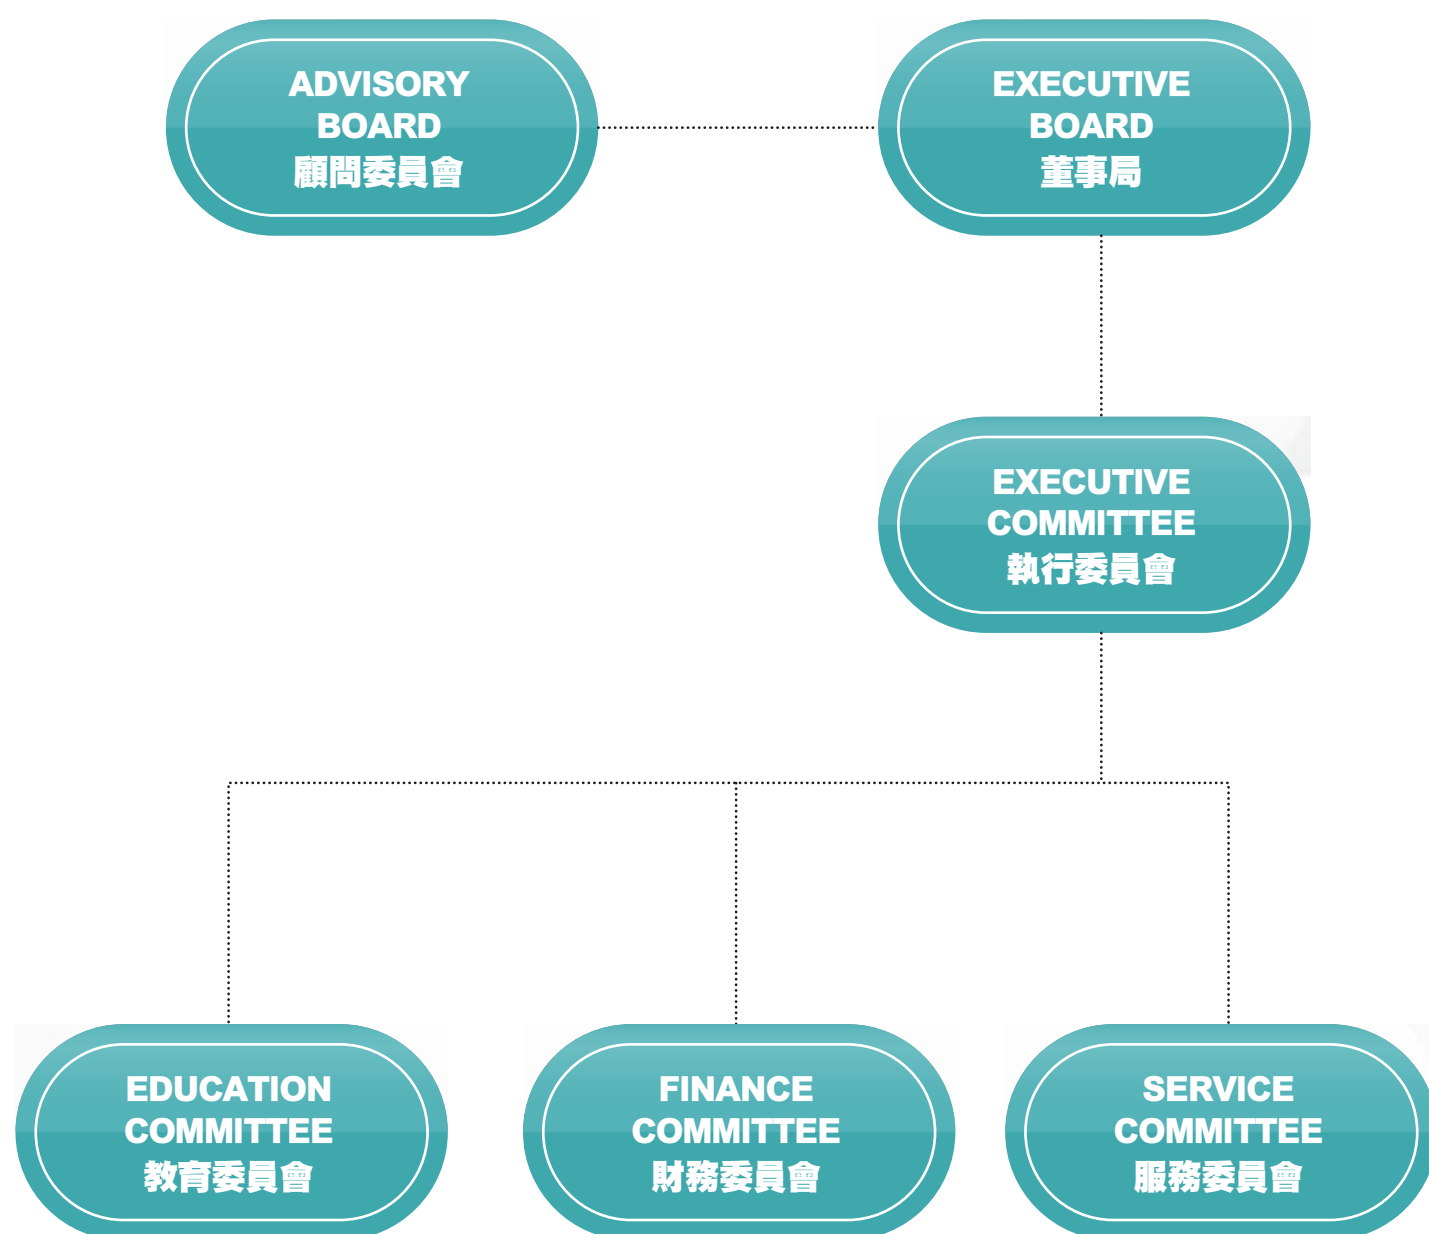 ADVISORY
BOARD
顧問委員會
EXECUTIVE
BOARD
董事局
EXECUTIVE
COMMITTEE
執行委員會
EDUCATION
COMMITTEE
教育委員會
FINANCE
COMMITTEE
財務委員會
SERVICE
COMMITTEE
服務委員會